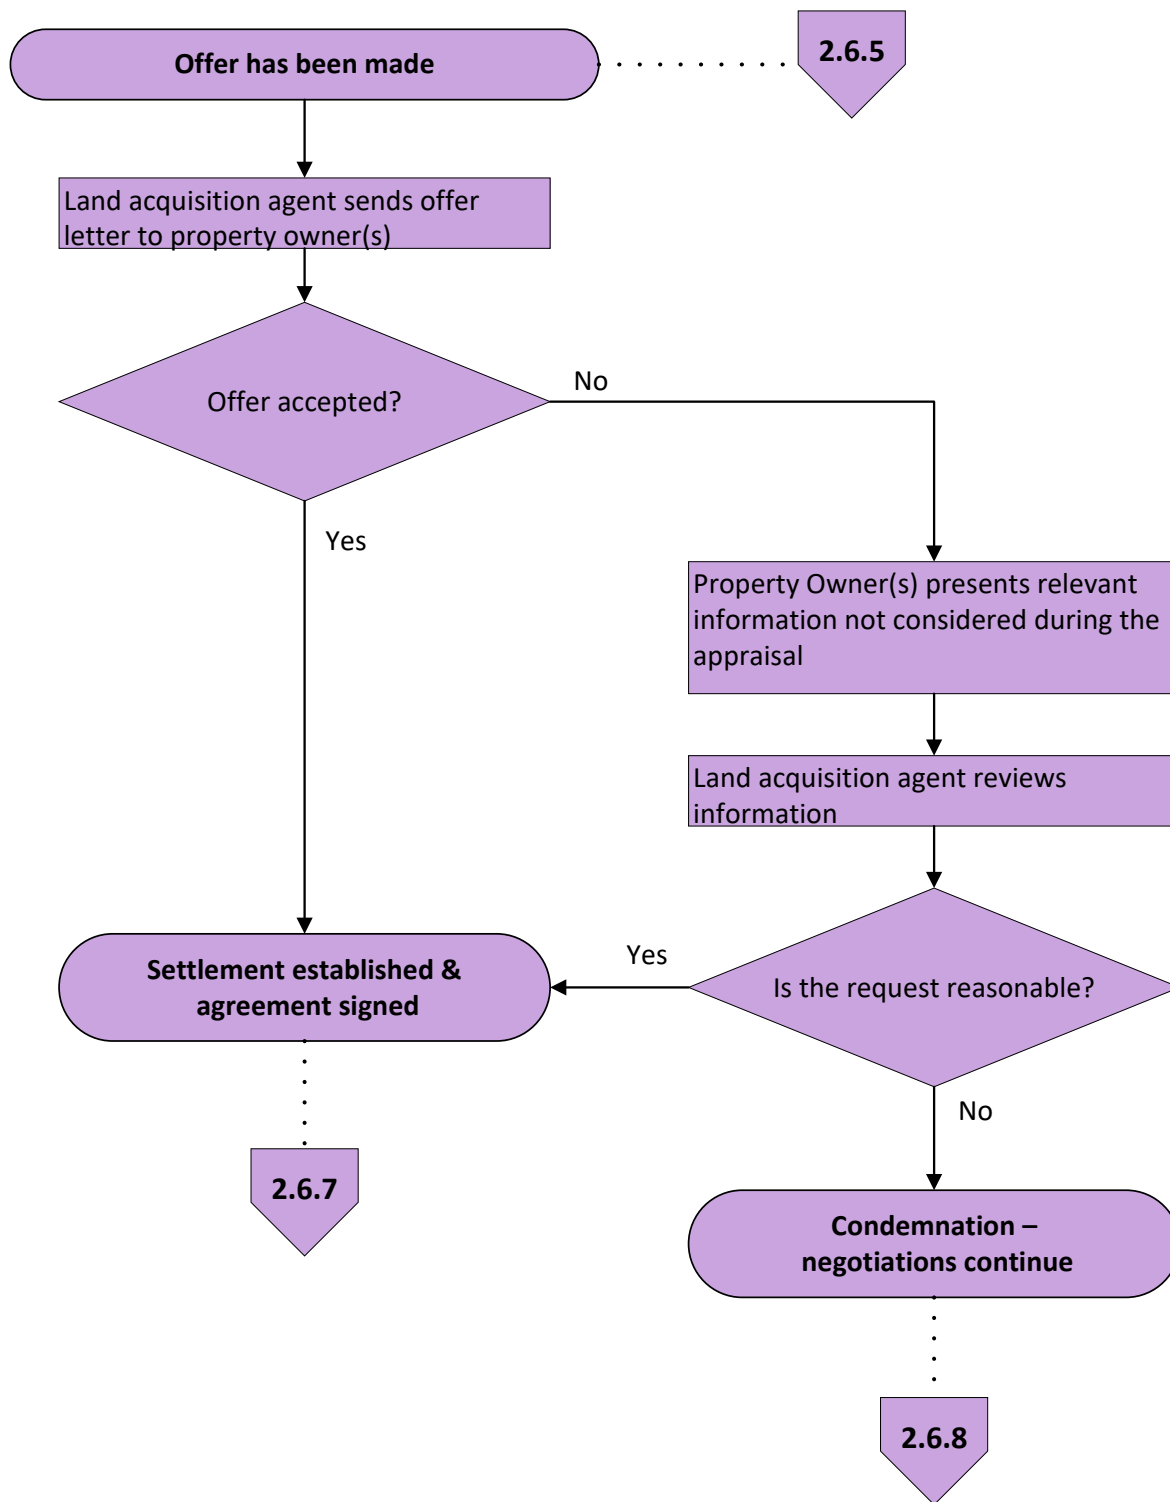 Offer has been made
2.6.5
Land acquisition agent sends offer
letter to property owner(s)
Offer accepted?
No
Yes
Property Owner(s) presents relevant
information not considered during the
appraisal
Land acquisition agent reviews
information
Is the request reasonable?
Yes
Settlement established &
agreement signed
No
2.6.7
Condemnation –
negotiations continue
2.6.8